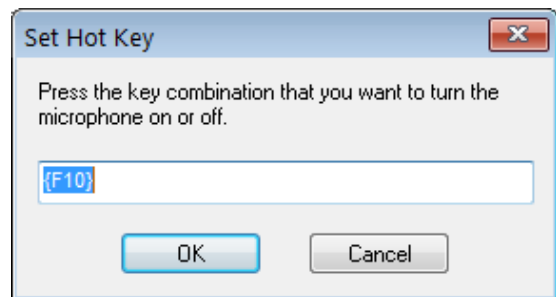 Set Hot Key
Press the key combination that you want to turn the
microphone on or off.
{F10}
OK
Cancel